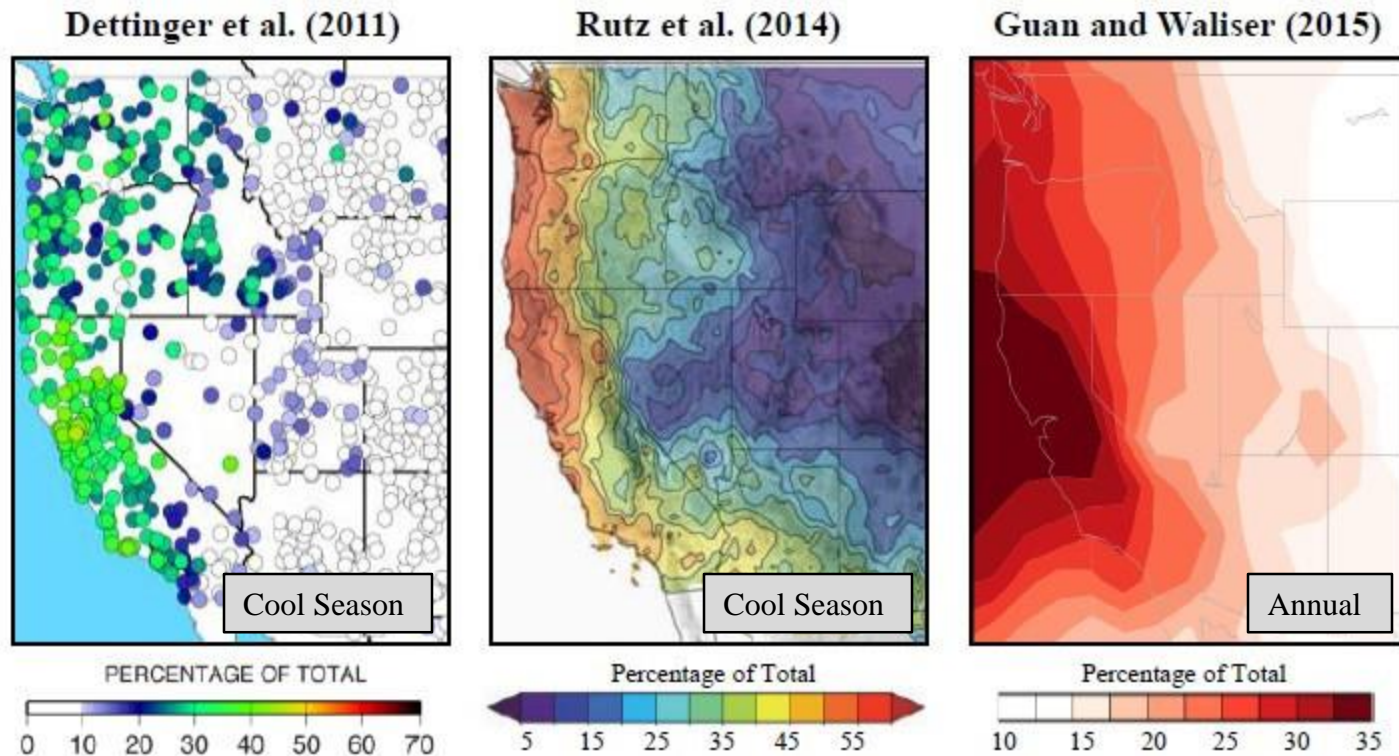 Dettinger et al. (2011)
Rutz et al. (2014)
Guan and Waliser (2015)
Cool Season
Cool Season
Annual
PERCENTAGE OF TOTAL
0 10 20 30 40 50 60 70
Percentage of Total
5 15 25 35 45 55
Percentage of Total
10 15 20 25 30 35